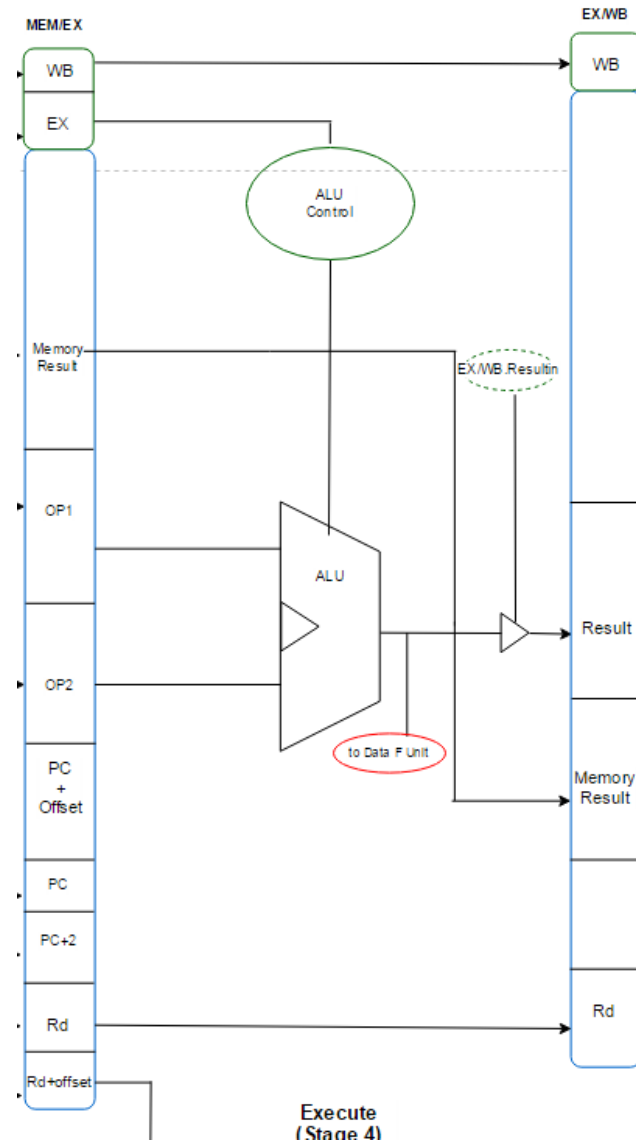 MEM/EX
EX/WB
WB
WB
EX
ALU
Control
Memory
Result
EX/WB.Resultin
OP1
ALU
Result
OP2
to Data F Unit
PC
+
Offset
Memory
Result
PC
PC+2
Rd
Rd
Rd+offset
Execute
(Stage 4)